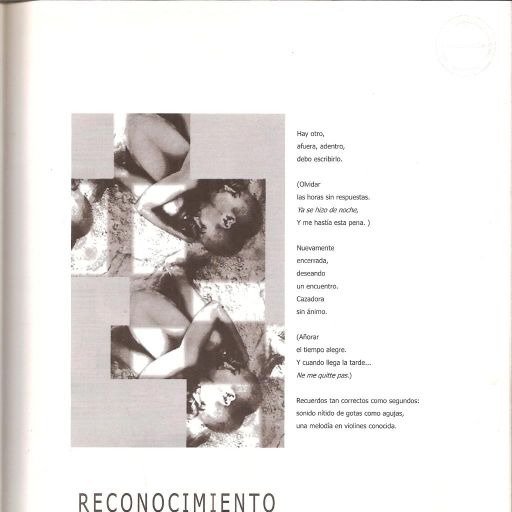 Hay otro,
afuera, adentro,
debo escribirlo.
(Olvidar
las horas sin respuestas.
Ya se hizo de noche,
Y me hastía esta pena. )
Nuevamente
encerrada,
deseando
un encuentro.
Cazadora
sin ánimo.
(Añorar
el tiempo alegre.
Y cuando llega la tarde...
Ne me quitte pas.)
Recuerdos tan correctos como segundos:
sonido nítido de gotas como agujas,
una melodía en violines conocida.
RECONOCIMIENTO